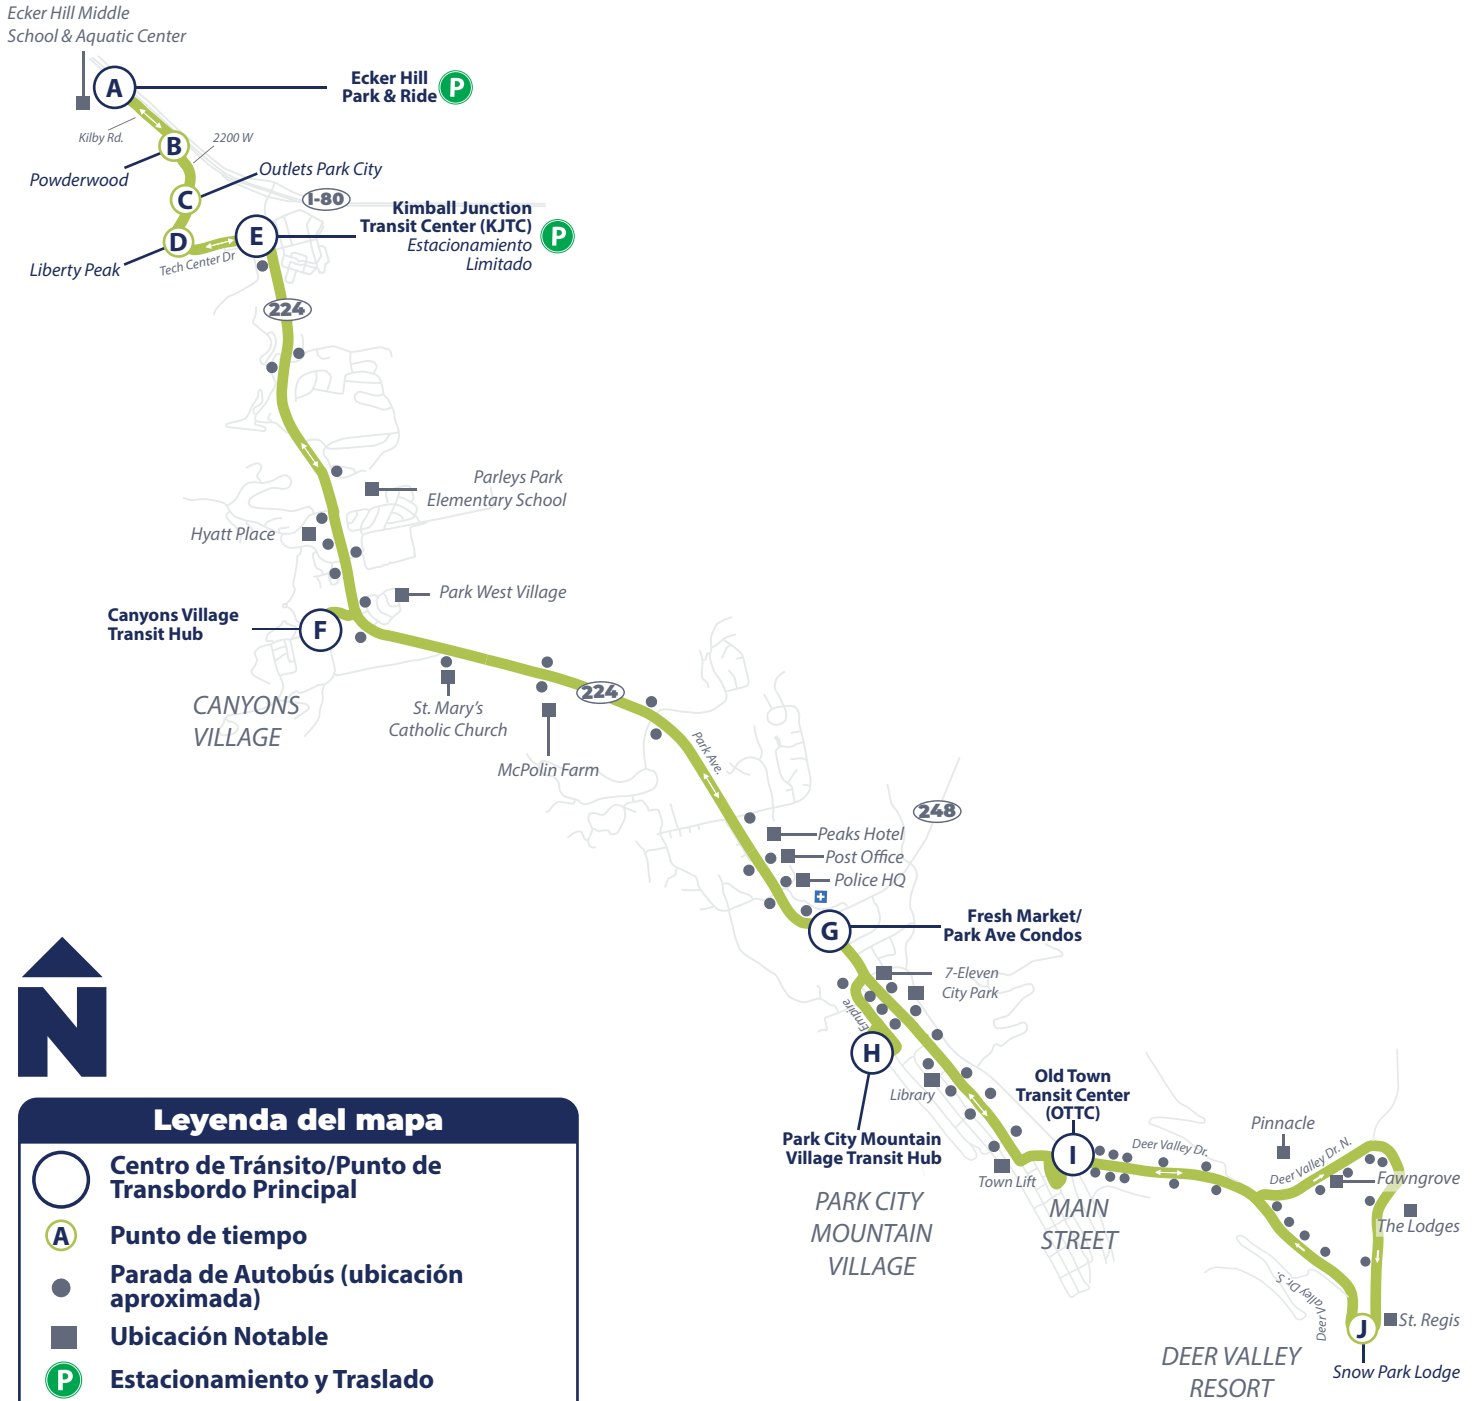 Ecker Hill Middle
School & Aquatic Center
A
Ecker Hill
Park & Ride
P
Kilby Rd.
B
2200 W
Powderwood
Outlets Park City
C
I-80
Kimball Junction
Transit Center (KJTC)
Estacionamiento
Limitado
P
D
E
Liberty Peak
Tech Center Dr
224
Parleys Park
Elementary School
Hyatt Place
Park West Village
Canyons Village
Transit Hub
F
CANYONS
VILLAGE
St. Mary's
Catholic Church
224
McPolin Farm
Park Ave.
248
Peaks Hotel
Post Office
Police HQ
G
Fresh Market/
Park Ave Condos
7-Eleven
City Park
Empire
H
Library
Old Town
Transit Center
(OTTC)
Park City Mountain
Village Transit Hub
Town Lift
I
Deer Valley Dr.
Pinnacle
Deer Valley Dr. N.
Fawngrove
The Lodges
PARK CITY
MOUNTAIN
VILLAGE
MAIN
STREET
Deer Valley Dr. S.
J
St. Regis
Snow Park Lodge
DEER VALLEY
RESORT
N
Leyenda del mapa
Centro de Tránsito/Punto de
Transbordo Principal
A
Punto de tiempo
Parada de Autobús (ubicación
aproximada)
Ubicación Notable
P
Estacionamiento y Traslado